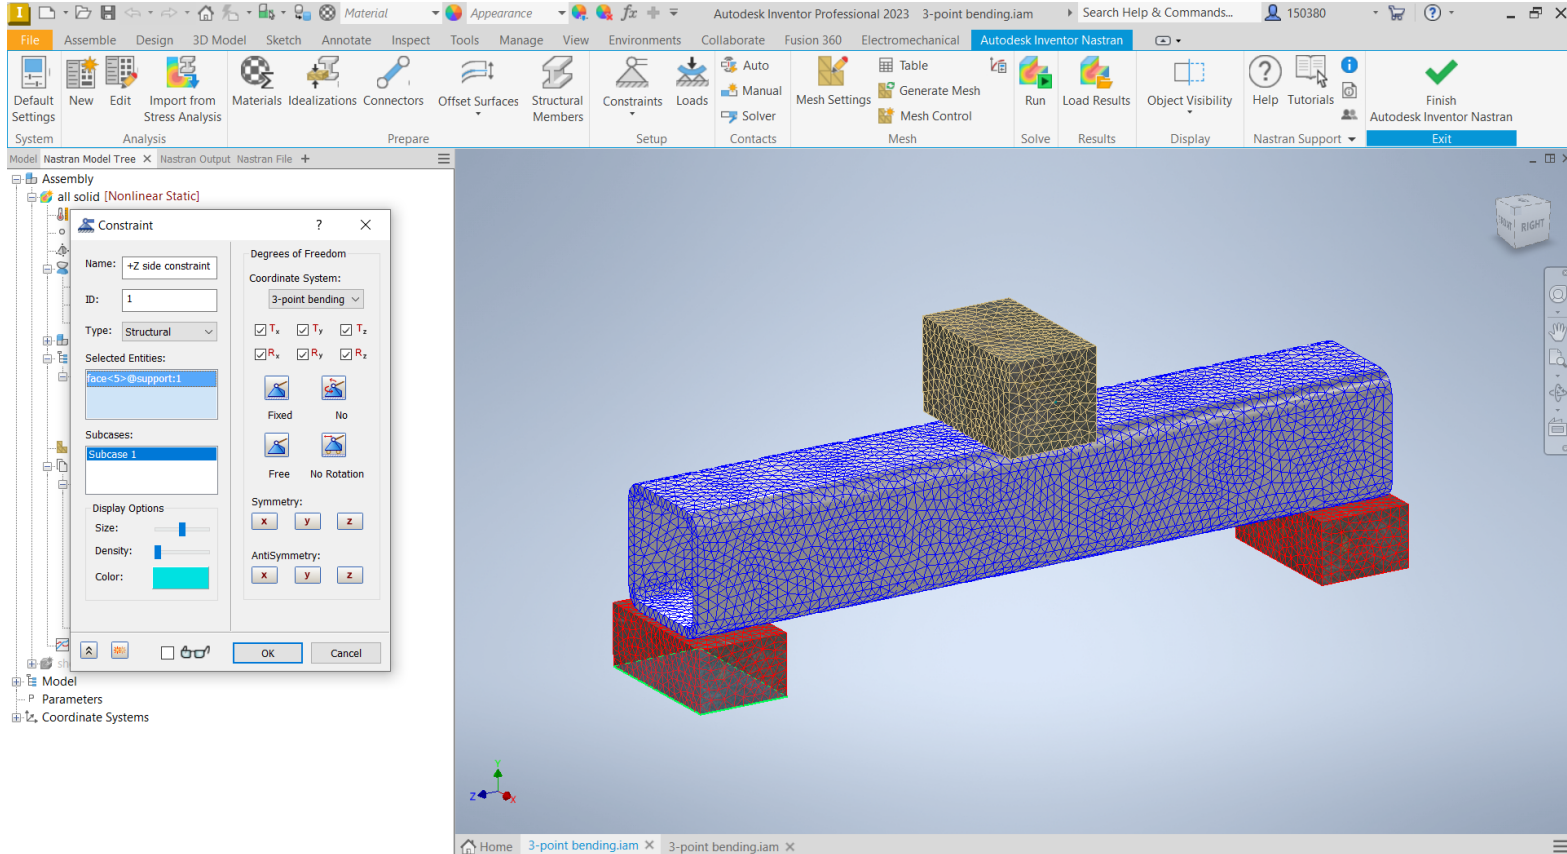 I Material Appearance fx Autodesk Inventor Professional 2023 3-point bending.iam Search Help & Commands... 150380 ?
File Assemble Design 3D Model Sketch Annotate Inspect Tools Manage View Environments Collaborate Fusion 360 Electromechanical Autodesk Inventor Nastran
Default Settings
New
Edit
Import from Stress Analysis
Materials
Idealizations
Connectors
Offset Surfaces
Structural Members
Constraints
Loads
Auto
Manual
Solver
Mesh Settings
Table
Generate Mesh
Mesh Control
Run
Load Results
Object Visibility
Help
Tutorials
Finish
Autodesk Inventor Nastran
System Analysis Prepare Setup Contacts Mesh Solve Results Display Nastran Support Exit
Model Nastran Model Tree Nastran Output Nastran File +
Assembly
all solid [Nonlinear Static]
Constraint ?
Name: +Z side constraint
ID: 1
Type: Structural
Selected Entities:
face<5>@support:1
Subcases:
Subcase 1
Display Options
Size:
Density:
Color:
Degrees of Freedom
Coordinate System:
3-point bending
Tx Ty Tz
Rx Ry Rz
Fixed No
Free No Rotation
Symmetry:
x y z
AntiSymmetry:
x y z
OK Cancel
sh
Model
P Parameters
Coordinate Systems
RIGHT
Y
Z
X
Home 3-point bending.iam 3-point bending.iam